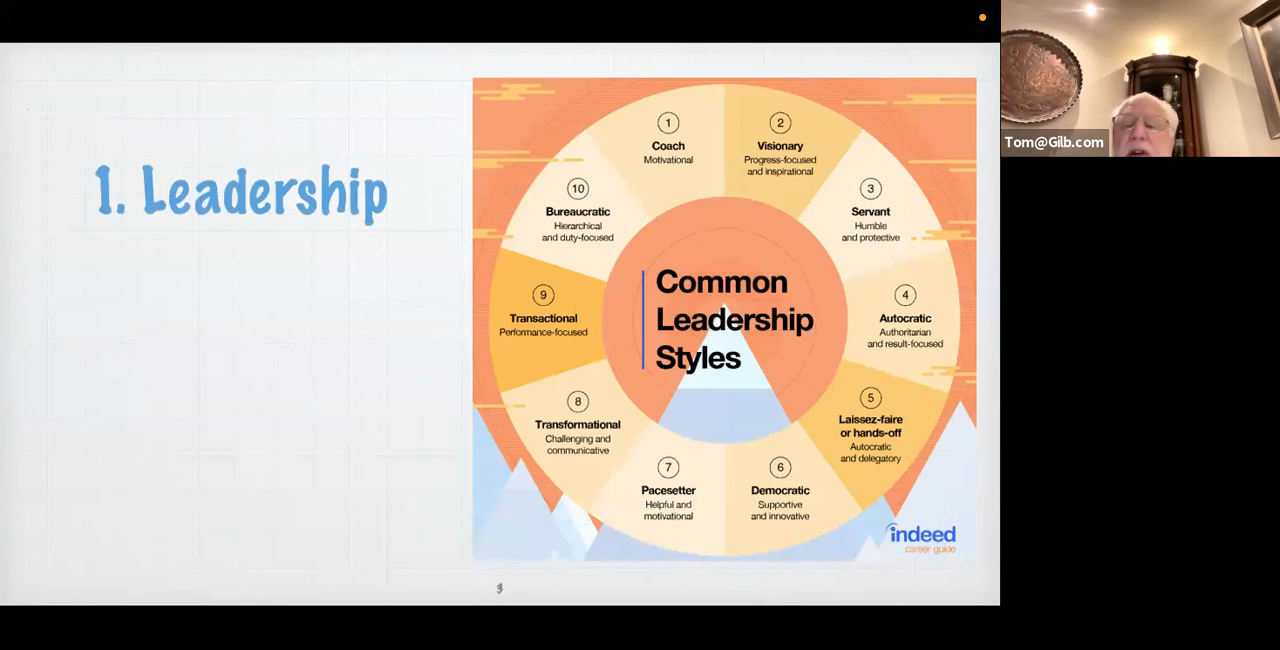 1. Leadership
Common
Leadership
Styles
1
Coach
Motivational
2
Visionary
Progress-focused
and inspirational
3
Servant
Humble
and protective
4
Autocratic
Authoritarian
and result-focused
5
Laissez-faire
or hands-off
Autocratic
and delegatory
6
Democratic
Supportive
and innovative
7
Pacesetter
Helpful and
motivational
8
Transformational
Challenging and
communicative
9
Transactional
Performance-focused
10
Bureaucratic
Hierarchical
and duty-focused
indeed
career guide
Tom@Gilb.com